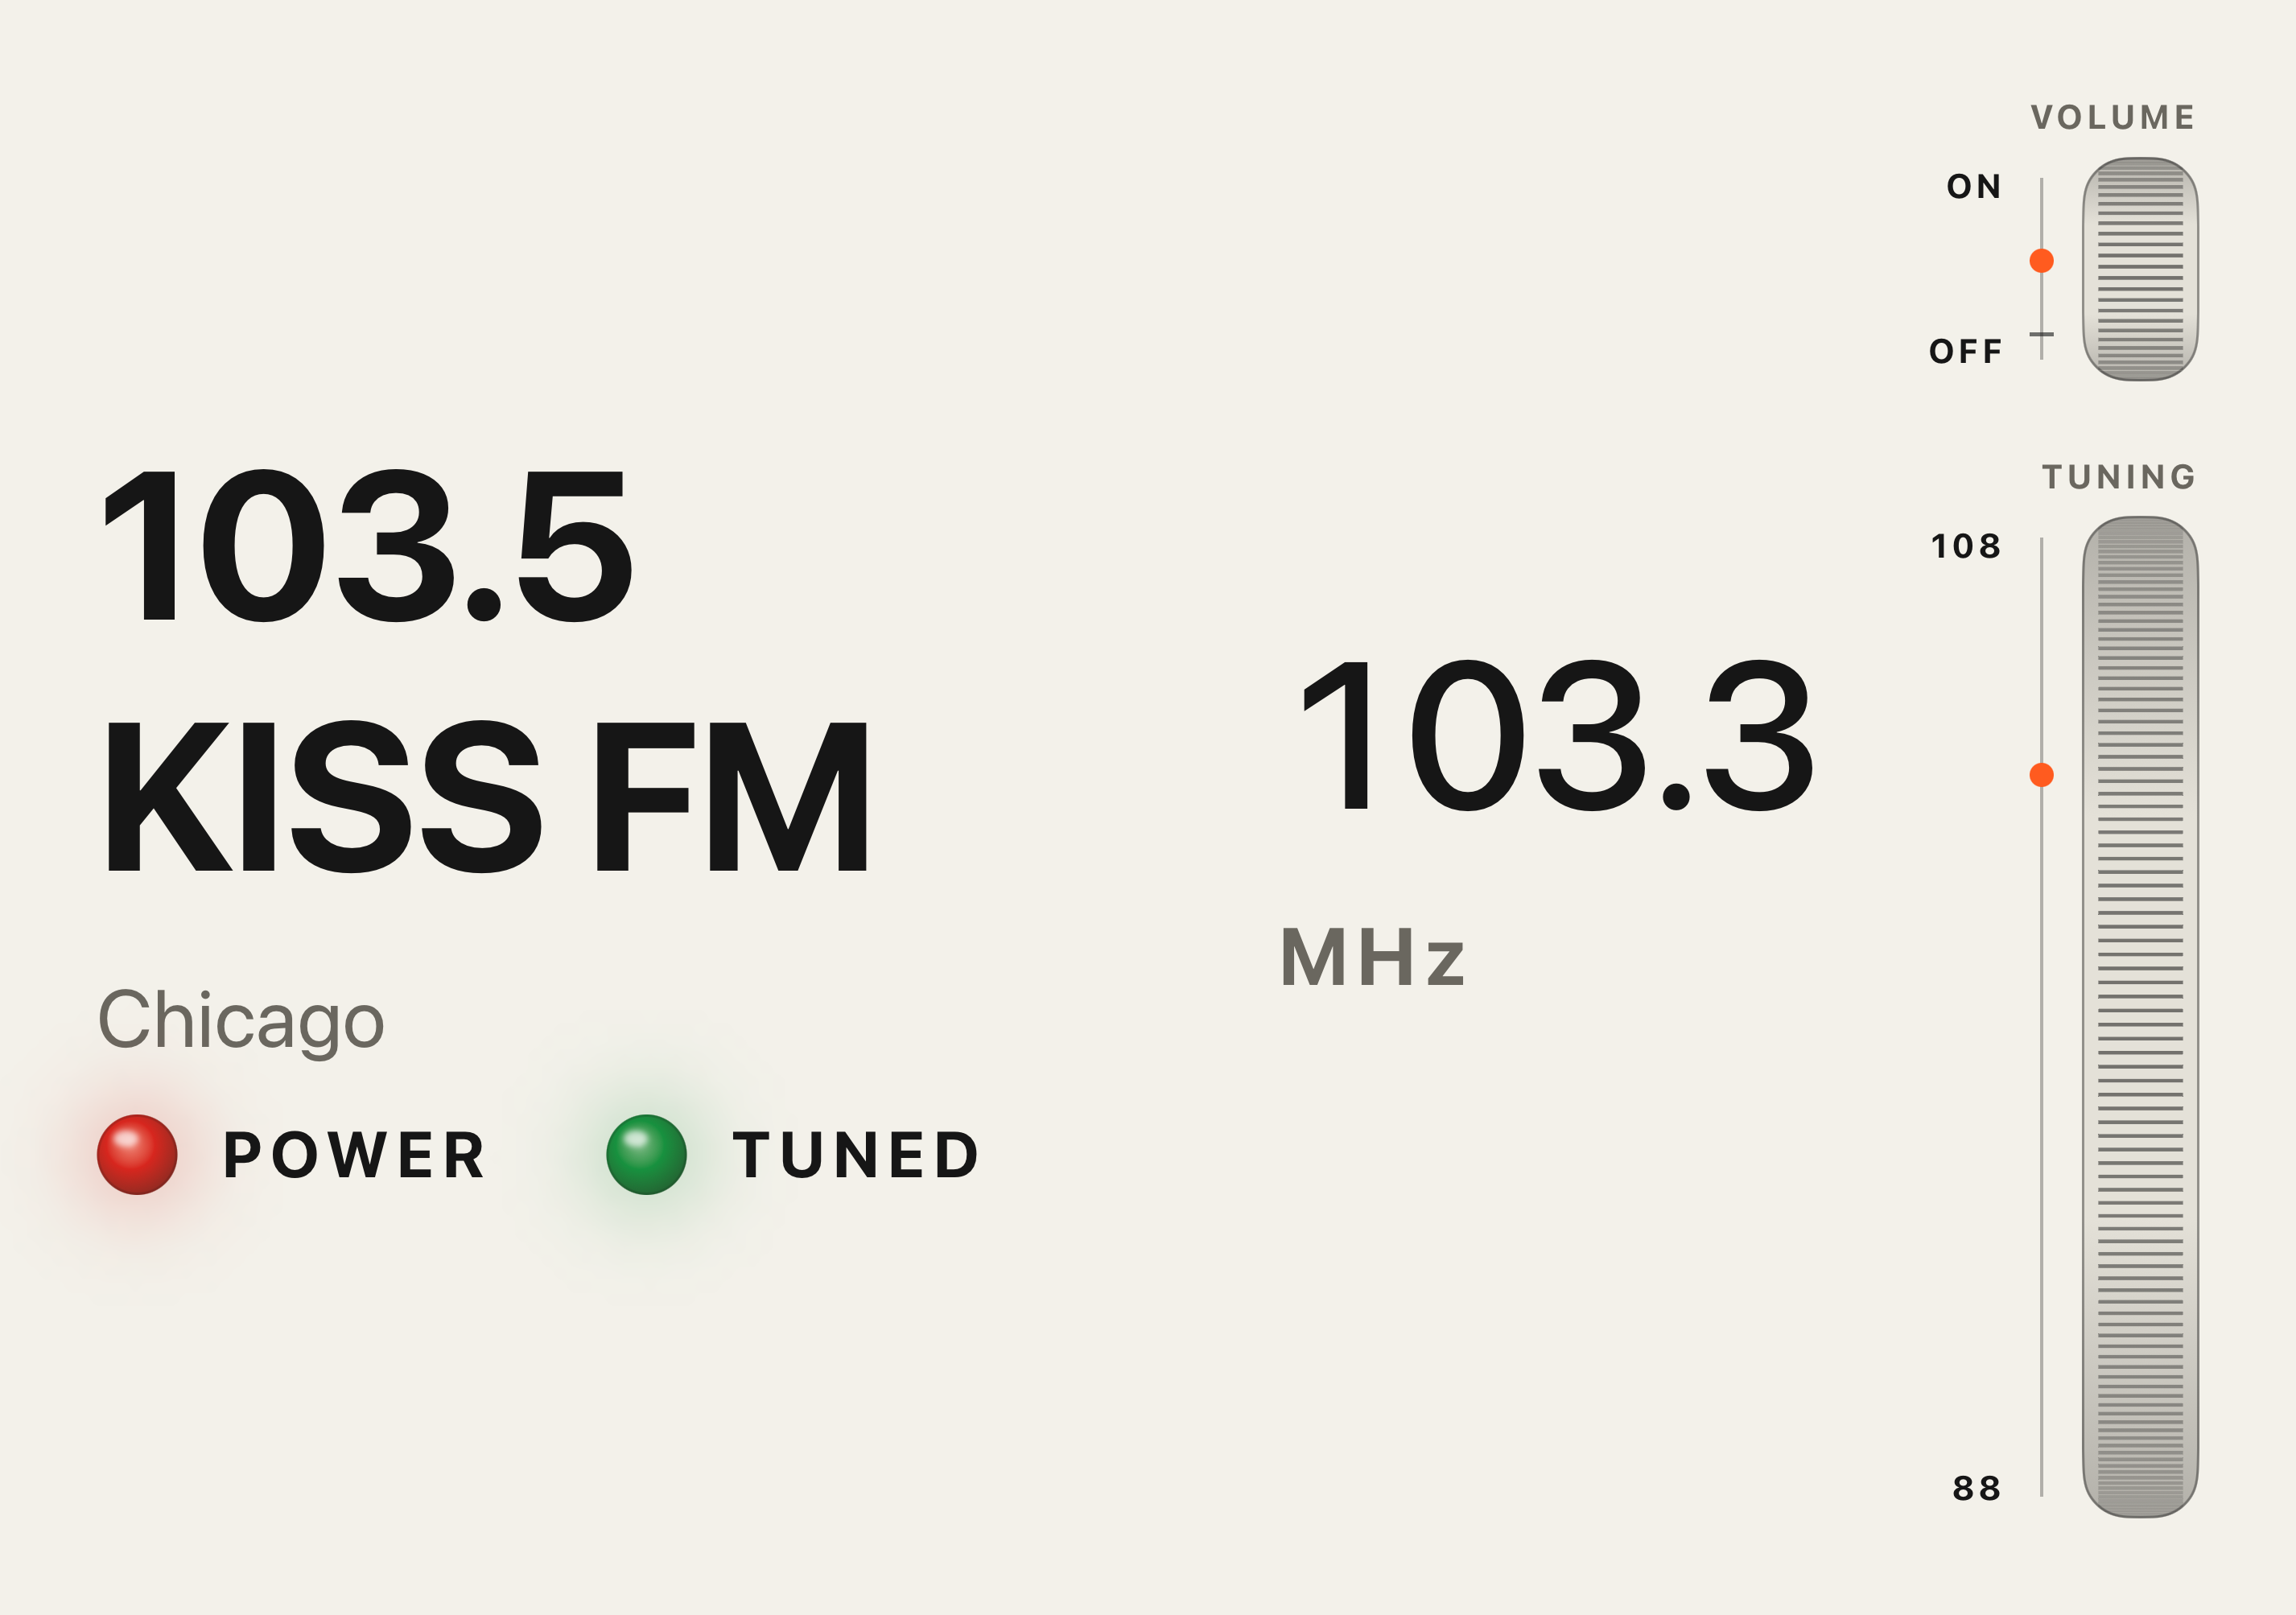 103.5
KISS FM
Chicago
POWER
TUNED
103.3
MHz
VOLUME
ON
OFF
TUNING
108
88